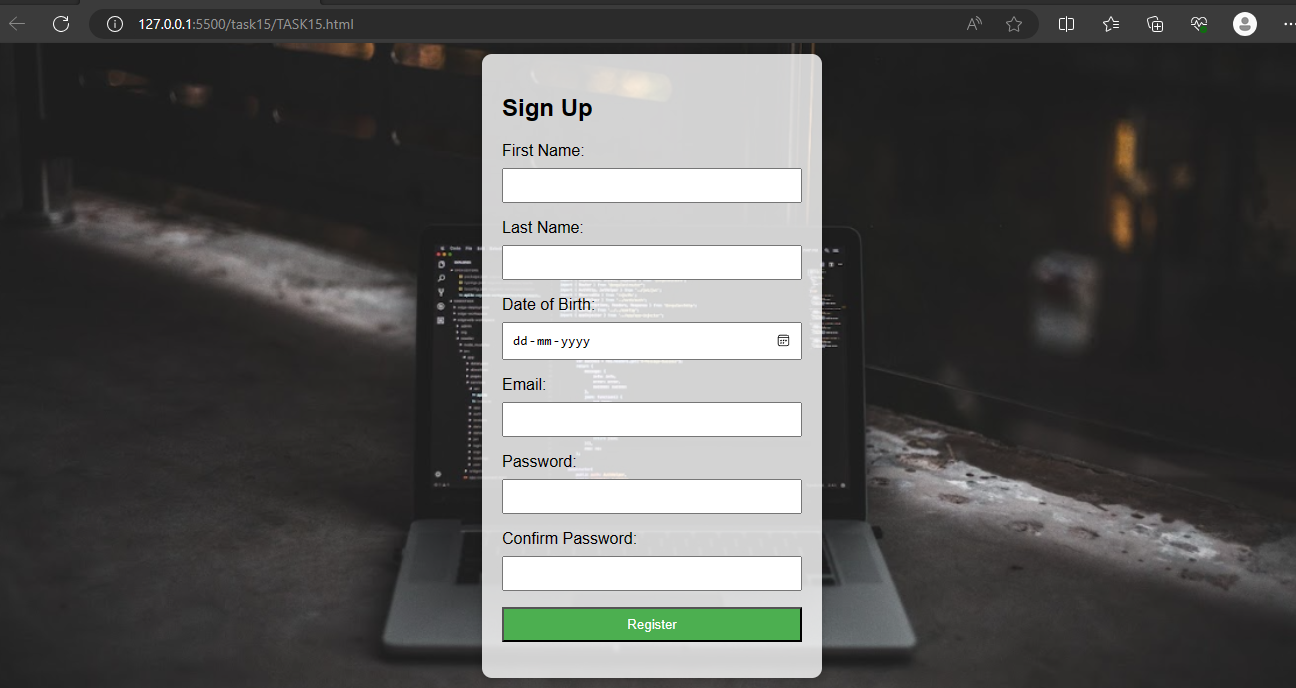 127.0.0.1:5500/task15/TASK15.html
Sign Up
First Name:
Last Name:
Date of Birth:
dd-mm-yyyy
Email:
Password:
Confirm Password:
Register